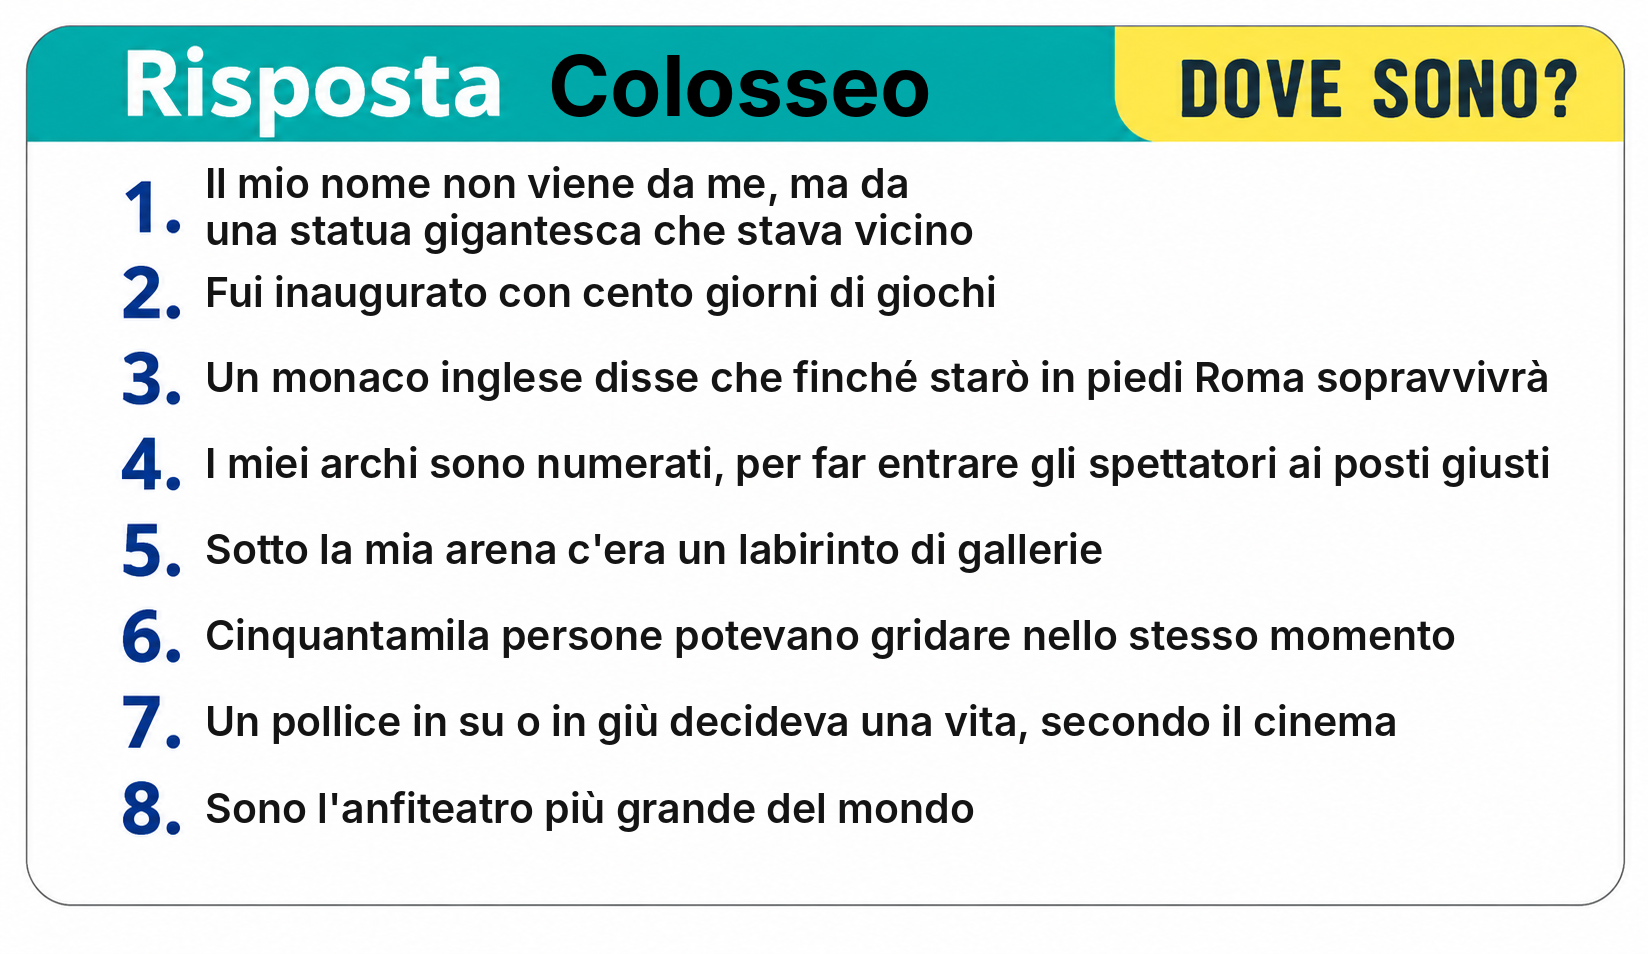 Risposta Colosseo DOVE SONO?
1. Il mio nome non viene da me, ma da
una statua gigantesca che stava vicino
2. Fui inaugurato con cento giorni di giochi
3. Un monaco inglese disse che finché starò in piedi Roma sopravvivrà
4. I miei archi sono numerati, per far entrare gli spettatori ai posti giusti
5. Sotto la mia arena c'era un labirinto di gallerie
6. Cinquantamila persone potevano gridare nello stesso momento
7. Un pollice in su o in giù decideva una vita, secondo il cinema
8. Sono l'anfiteatro più grande del mondo